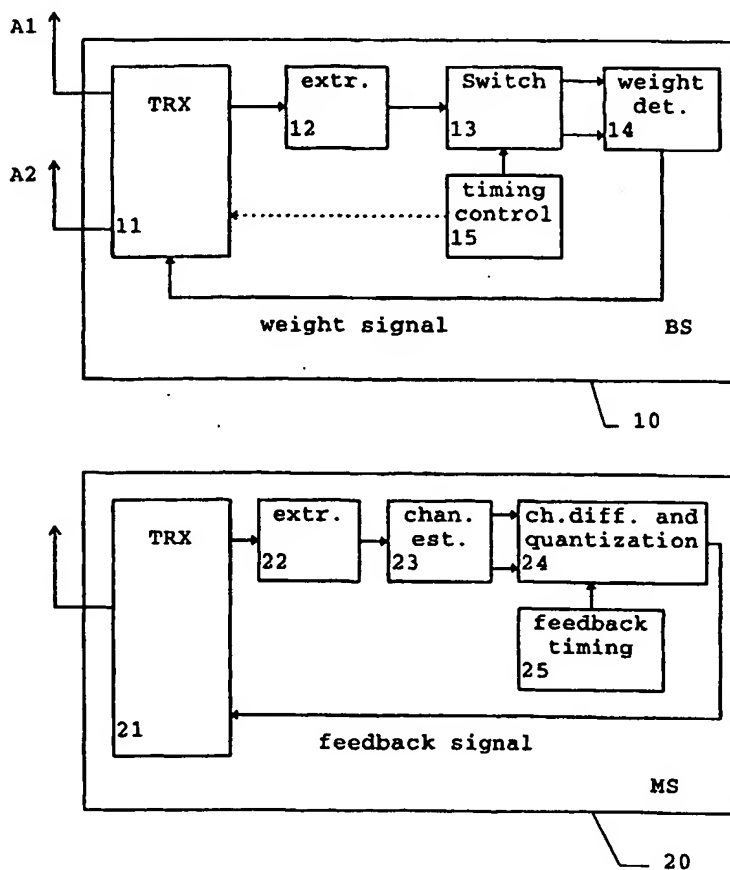 A1
TRX
extr.
12
Switch
13
weight
det.
14
A2
11
timing
control
15
weight signal
BS
10
TRX
extr.
22
chan.
est.
23
ch.diff. and
quantization
24
feedback
timing
25
21
feedback signal
MS
20